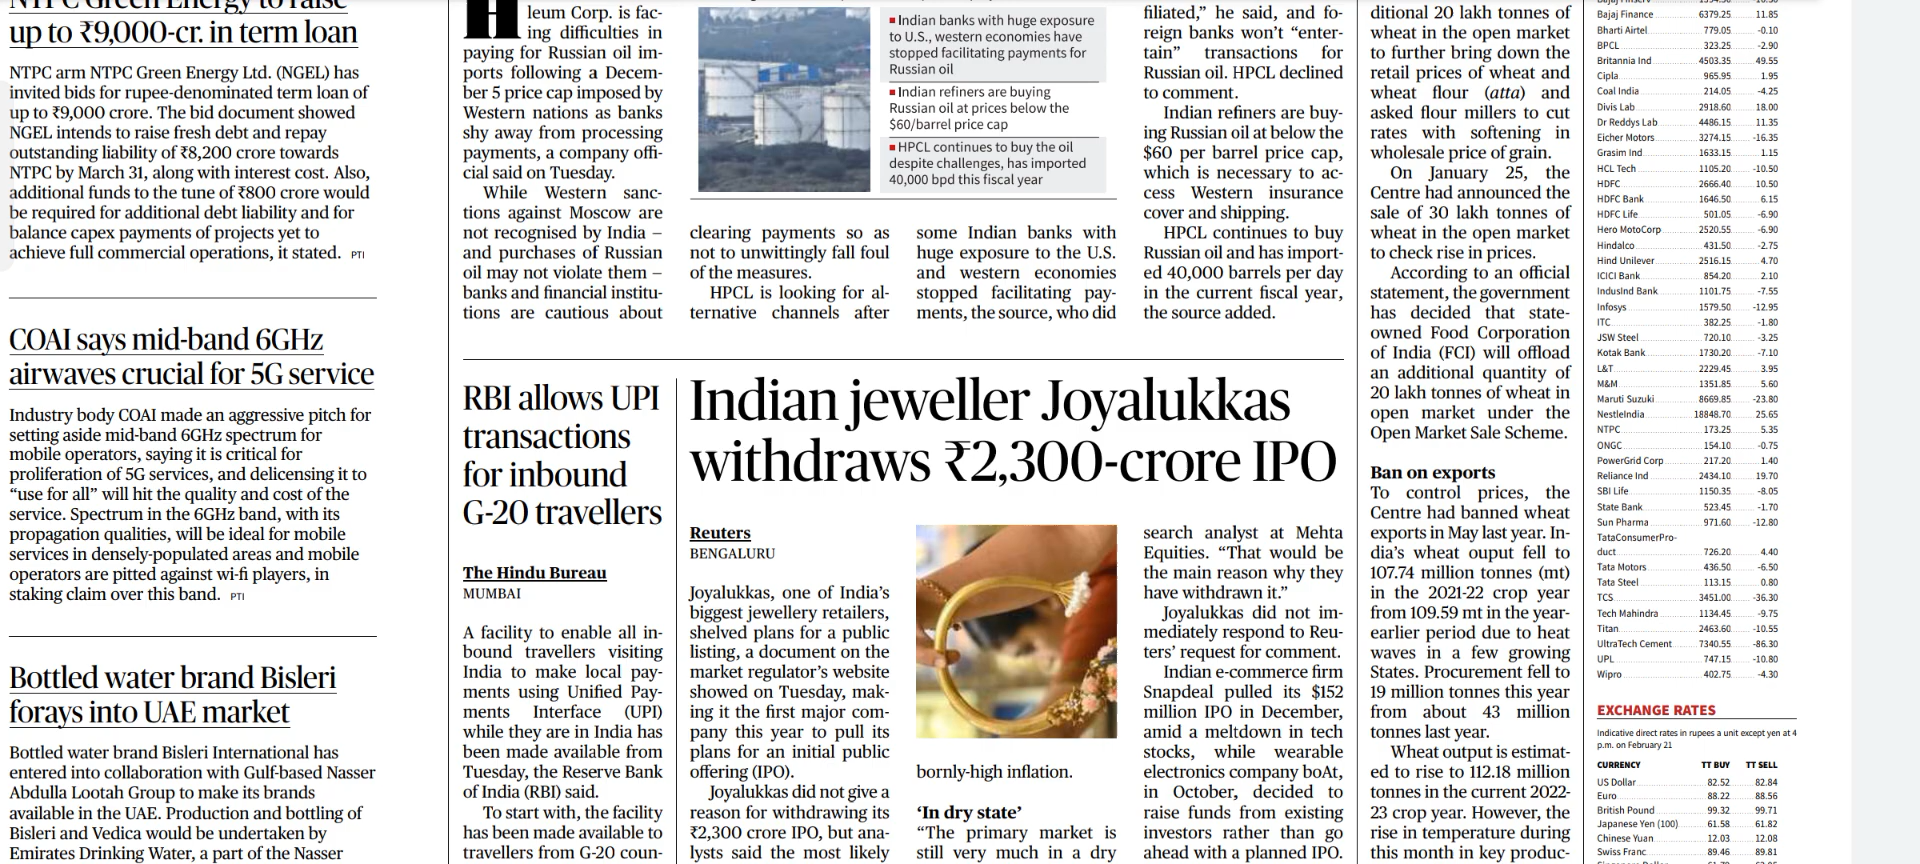 NTPC Green Energy to raise
up to ₹9,000-cr. in term loan
NTPC arm NTPC Green Energy Ltd. (NGEL) has
invited bids for rupee-denominated term loan of
up to ₹9,000 crore. The bid document showed
NGEL intends to raise fresh debt and repay
outstanding liability of ₹8,200 crore towards
NTPC by March 31, along with interest cost. Also,
additional funds to the tune of ₹800 crore would
be required for additional debt liability and for
balance capex payments of projects yet to
achieve full commercial operations, it stated. PTI
COAI says mid-band 6GHz
airwaves crucial for 5G service
Industry body COAI made an aggressive pitch for
setting aside mid-band 6GHz spectrum for
mobile operators, saying it is critical for
proliferation of 5G services, and delicensing it to
“use for all” will hit the quality and cost of the
service. Spectrum in the 6GHz band, with its
propagation qualities, will be ideal for mobile
services in densely-populated areas and mobile
operators are pitted against wi-fi players, in
staking claim over this band. PTI
Bottled water brand Bisleri
forays into UAE market
Bottled water brand Bisleri International has
entered into collaboration with Gulf-based Nasser
Abdulla Lootah Group to make its brands
available in the UAE. Production and bottling of
Bisleri and Vedica would be undertaken by
Emirates Drinking Water, a part of the Nasser
H
leum Corp. is fac-
ing difficulties in
paying for Russian oil im-
ports following a Decem-
ber 5 price cap imposed by
Western nations as banks
shy away from processing
payments, a company offi-
cial said on Tuesday.
While Western sanc-
tions against Moscow are
not recognised by India –
and purchases of Russian
oil may not violate them –
banks and financial institu-
tions are cautious about
▪ Indian banks with huge exposure
to U.S., western economies have
stopped facilitating payments for
Russian oil
▪ Indian refiners are buying
Russian oil at prices below the
$60/barrel price cap
▪ HPCL continues to buy the oil
despite challenges, has imported
40,000 bpd this fiscal year
clearing payments so as
not to unwittingly fall foul
of the measures.
HPCL is looking for al-
ternative channels after
some Indian banks with
huge exposure to the U.S.
and western economies
stopped facilitating pay-
ments, the source, who did
filiated,” he said, and fo-
reign banks won’t “enter-
tain” transactions for
Russian oil. HPCL declined
to comment.
Indian refiners are buy-
ing Russian oil at below the
$60 per barrel price cap,
which is necessary to ac-
cess Western insurance
cover and shipping.
HPCL continues to buy
Russian oil and has import-
ed 40,000 barrels per day
in the current fiscal year,
the source added.
RBI allows UPI
transactions
for inbound
G-20 travellers
The Hindu Bureau
MUMBAI
A facility to enable all in-
bound travellers visiting
India to make local pay-
ments using Unified Pay-
ments Interface (UPI)
while they are in India has
been made available from
Tuesday, the Reserve Bank
of India (RBI) said.
To start with, the facility
has been made available to
travellers from G-20 coun-
Indian jeweller Joyalukkas
withdraws ₹2,300-crore IPO
Reuters
BENGALURU
Joyalukkas, one of India’s
biggest jewellery retailers,
shelved plans for a public
listing, a document on the
market regulator’s website
showed on Tuesday, mak-
ing it the first major com-
pany this year to pull its
plans for an initial public
offering (IPO).
Joyalukkas did not give a
reason for withdrawing its
₹2,300 crore IPO, but ana-
lysts said the most likely
bornly-high inflation.
‘In dry state’
“The primary market is
still very much in a dry
search analyst at Mehta
Equities. “That would be
the main reason why they
have withdrawn it.”
Joyalukkas did not im-
mediately respond to Reu-
ters’ request for comment.
Indian e-commerce firm
Snapdeal pulled its $152
million IPO in December,
amid a meltdown in tech
stocks, while wearable
electronics company boAt,
in October, decided to
raise funds from existing
investors rather than go
ahead with a planned IPO.
ditional 20 lakh tonnes of
wheat in the open market
to further bring down the
retail prices of wheat and
wheat flour (atta) and
asked flour millers to cut
rates with softening in
wholesale price of grain.
On January 25, the
Centre had announced the
sale of 30 lakh tonnes of
wheat in the open market
to check rise in prices.
According to an official
statement, the government
has decided that state-
owned Food Corporation
of India (FCI) will offload
an additional quantity of
20 lakh tonnes of wheat in
open market under the
Open Market Sale Scheme.
Ban on exports
To control prices, the
Centre had banned wheat
exports in May last year. In-
dia’s wheat ouput fell to
107.74 million tonnes (mt)
in the 2021-22 crop year
from 109.59 mt in the year-
earlier period due to heat
waves in a few growing
States. Procurement fell to
19 million tonnes this year
from about 43 million
tonnes last year.
Wheat output is estimat-
ed to rise to 112.18 million
tonnes in the current 2022-
23 crop year. However, the
rise in temperature during
this month in key produc-
Bajaj Finance 6379.25 11.85
Bharti Airtel 779.05 -0.10
BPCL 323.25 -2.90
Britannia Ind 4503.35 49.55
Cipla 965.95 1.95
Coal India 214.05 -4.25
Divis Lab 2918.60 18.00
Dr Reddys Lab 4486.15 11.35
Eicher Motors 3274.15 -16.35
Grasim Ind 1633.15 1.15
HCL Tech 1105.20 -10.50
HDFC 2666.40 10.50
HDFC Bank 1646.50 6.15
HDFC Life 501.05 -6.90
Hero MotoCorp 2520.55 -6.90
Hindalco 431.50 -2.75
Hind Unilever 2516.15 4.70
ICICI Bank 854.20 2.10
IndusInd Bank 1101.75 -7.55
Infosys 1579.50 -12.95
ITC 382.25 -1.80
JSW Steel 720.10 -3.25
Kotak Bank 1730.20 -7.10
L&T 2229.45 3.95
M&M 1351.85 5.60
Maruti Suzuki 8669.85 -23.80
NestleIndia 18848.70 25.65
NTPC 173.25 5.35
ONGC 154.10 -0.75
PowerGrid Corp 217.20 1.40
Reliance Ind 2434.10 19.70
SBI Life 1150.35 -8.05
State Bank 523.45 -1.70
Sun Pharma 971.60 -12.80
TataConsumerPro-
duct 726.20 4.40
Tata Motors 436.50 -6.50
Tata Steel 113.15 0.80
TCS 3451.00 -36.30
Tech Mahindra 1134.45 -9.75
Titan 2463.60 -10.55
UltraTech Cement 7340.55 -86.30
UPL 747.15 -10.80
Wipro 402.75 -4.30
EXCHANGE RATES
Indicative direct rates in rupees a unit except yen at 4
p.m. on February 21
CURRENCY TT BUY TT SELL
US Dollar 82.52 82.84
Euro 88.22 88.56
British Pound 99.32 99.71
Japanese Yen (100) 61.58 61.82
Chinese Yuan 12.03 12.08
Swiss Franc 89.46 89.81